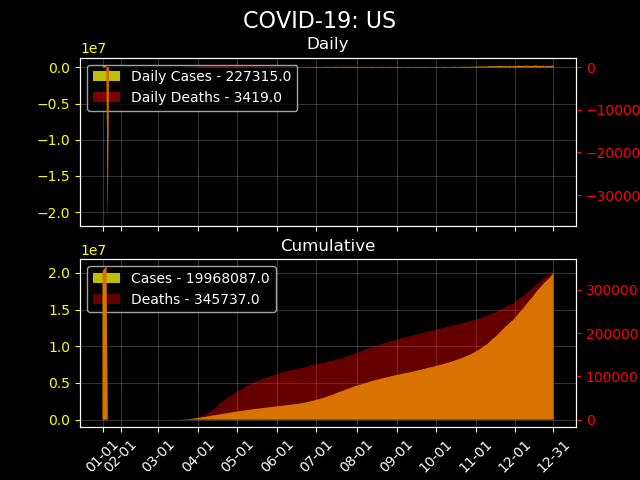 COVID-19: US
Daily
1e7
0.0
−0.5
−1.0
−1.5
−2.0
Daily Cases - 227315.0
Daily Deaths - 3419.0
0
−10000
−20000
−30000
Cumulative
1e7
2.0
1.5
1.0
0.5
0.0
Cases - 19968087.0
Deaths - 345737.0
300000
200000
100000
0
01-01 02-01 03-01 04-01 05-01 06-01 07-01 08-01 09-01 10-01 11-01 12-01 12-31